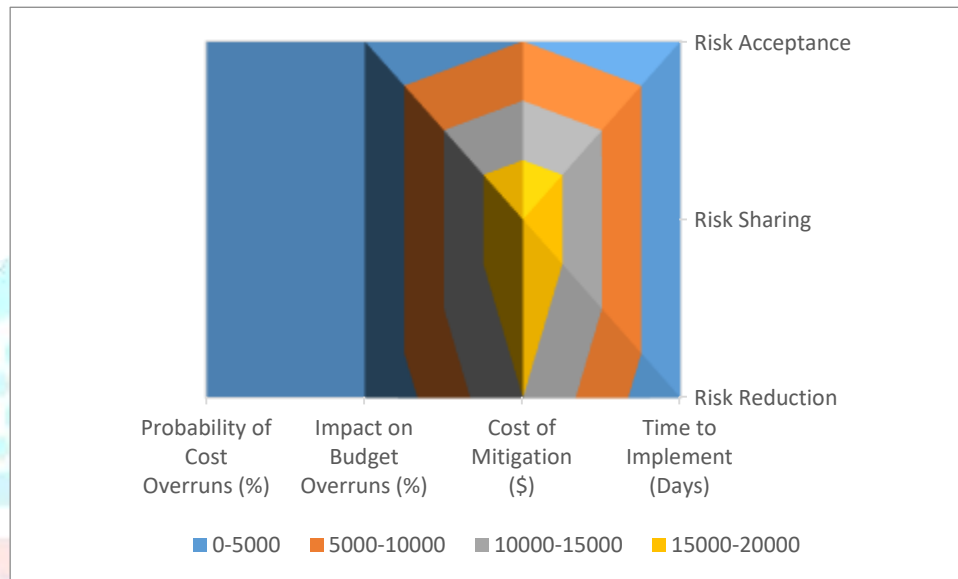 Risk Acceptance
Risk Sharing
Risk Reduction
Probability of
Cost
Overruns (%)
Impact on
Budget
Overruns (%)
Cost of
Mitigation
($)
Time to
Implement
(Days)
0-5000
5000-10000
10000-15000
15000-20000